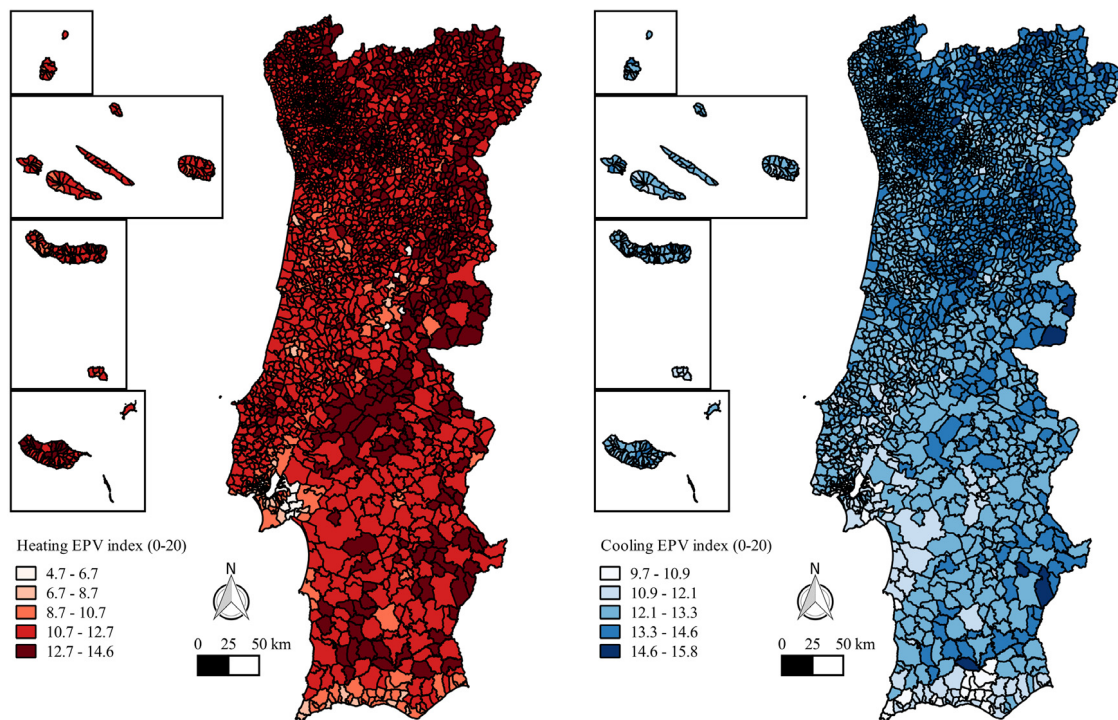 Heating EPV index (0-20)
4.7 - 6.7
6.7 - 8.7
8.7 - 10.7
10.7 - 12.7
12.7 - 14.6
N
0 25 50 km
Cooling EPV index (0-20)
9.7 - 10.9
10.9 - 12.1
12.1 - 13.3
13.3 - 14.6
14.6 - 15.8
N
0 25 50 km